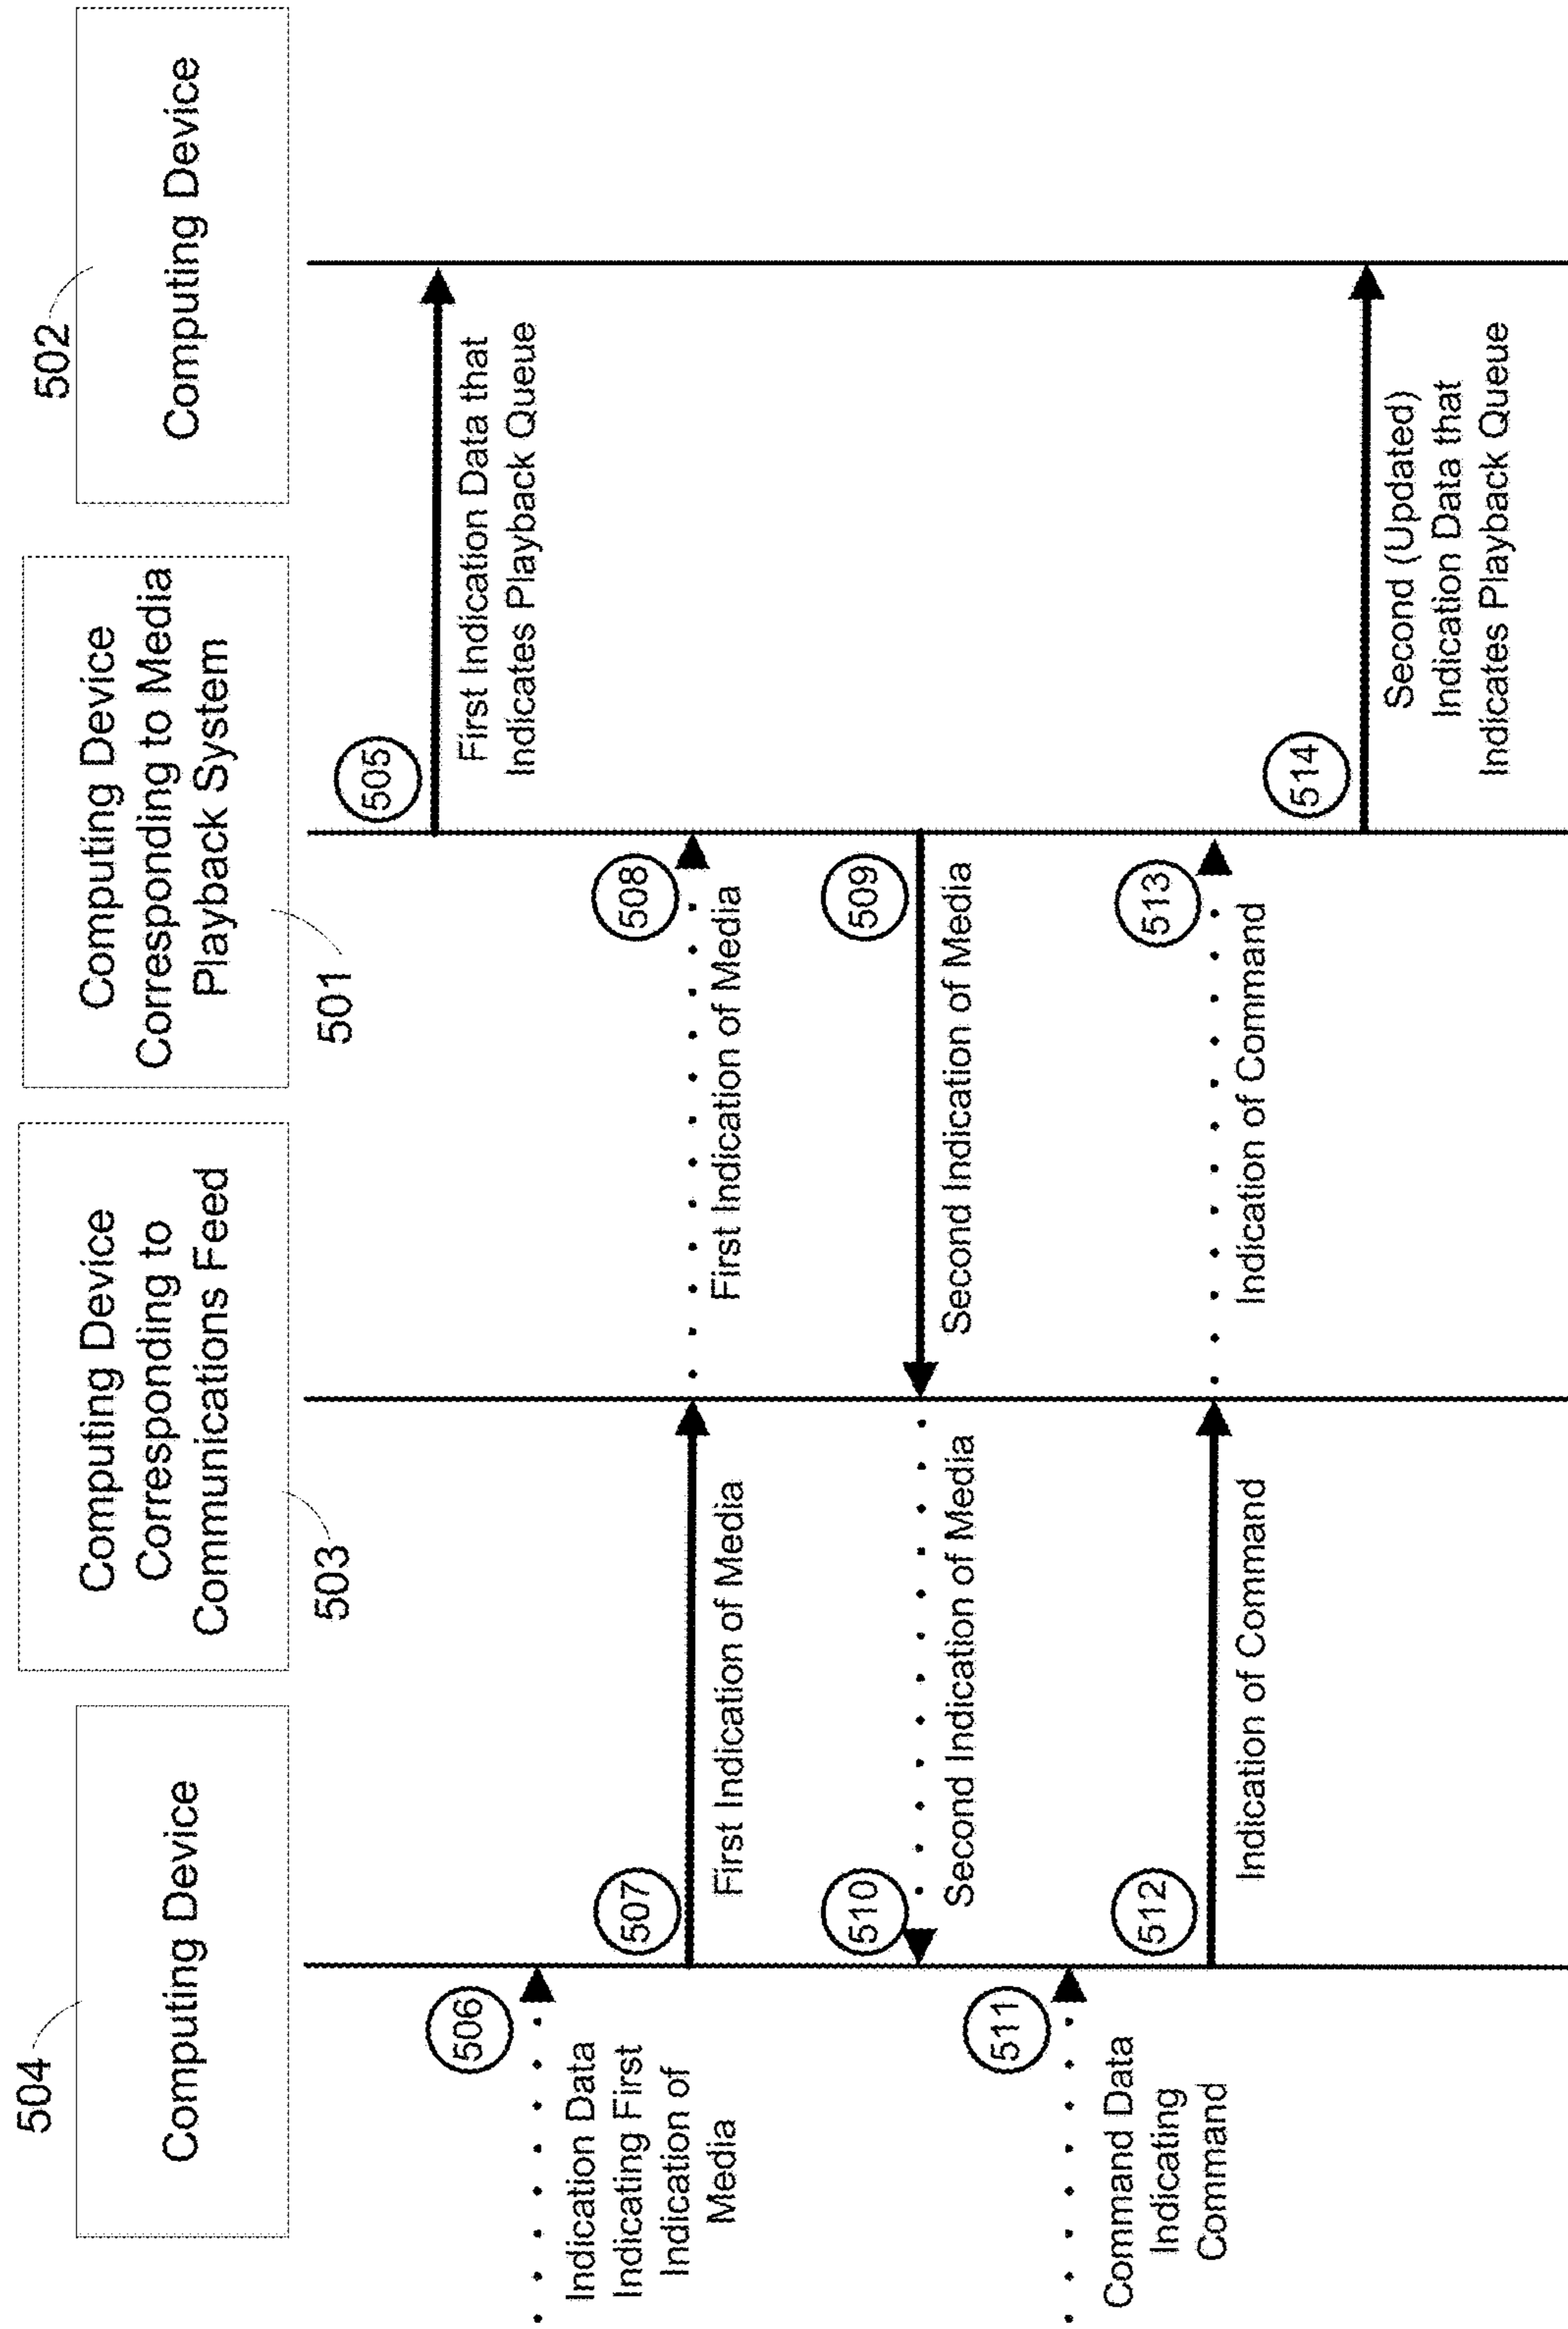 504
Computing Device
Computing Device
Corresponding to
Communications Feed
503
Computing Device
Corresponding to Media
Playback System
501
502
Computing Device
505
First Indication Data that
Indicates Playback Queue
506
Indication Data
Indicating First
Indication of
Media
507
First Indication of Media
508
First Indication of Media
509
Second Indication of Media
510
Second Indication of Media
511
Command Data
Indicating
Command
512
Indication of Command
513
Indication of Command
514
Second (Updated)
Indication Data that
Indicates Playback Queue